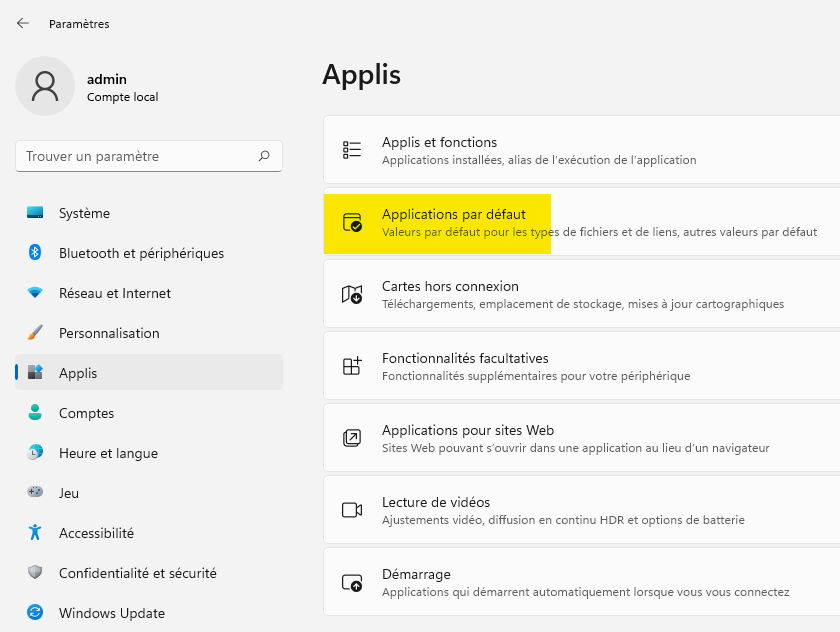 Paramètres
admin
Compte local
Trouver un paramètre
Système
Bluetooth et périphériques
Réseau et Internet
Personnalisation
Applis
Comptes
Heure et langue
Jeu
Accessibilité
Confidentialité et sécurité
Windows Update
Applis
Applis et fonctions
Applications installées, alias de l’exécution de l’application
Applications par défaut
Valeurs par défaut pour les types de fichiers et de liens, autres valeurs par défaut
Cartes hors connexion
Téléchargements, emplacement de stockage, mises à jour cartographiques
Fonctionnalités facultatives
Fonctionnalités supplémentaires pour votre périphérique
Applications pour sites Web
Sites Web pouvant s’ouvrir dans une application au lieu d’un navigateur
Lecture de vidéos
Ajustements vidéo, diffusion en continu HDR et options de batterie
Démarrage
Applications qui démarrent automatiquement lorsque vous vous connectez